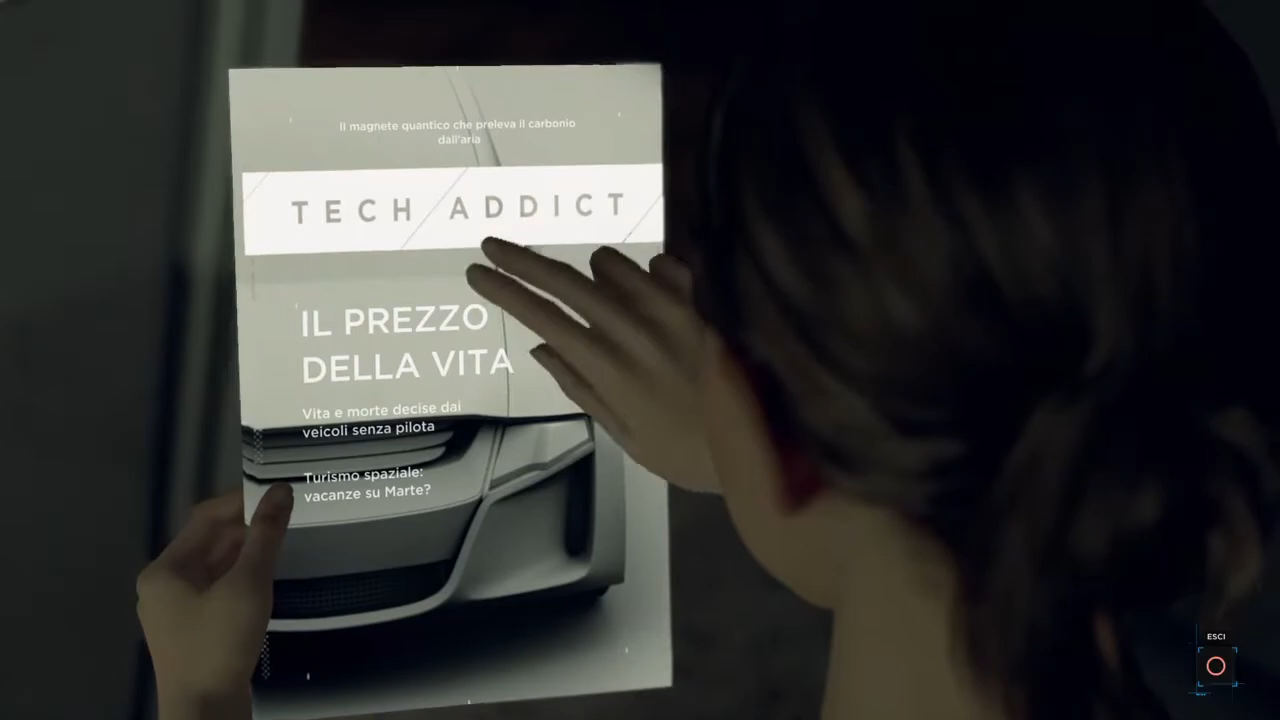 Il magnete quantico che preleva il carbonio
dall'aria
TECH ADDICT
IL PREZZO
DELLA VITA
Vita e morte decise dai
veicoli senza pilota
Turismo spaziale:
vacanze su Marte?
ESCI